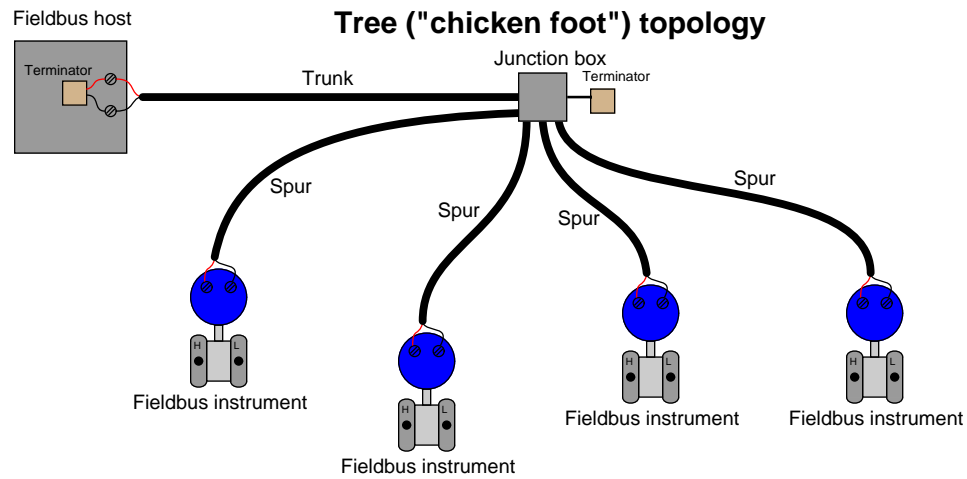 Fieldbus host
Tree ("chicken foot") topology
Junction box
Terminator
Trunk
Terminator
Spur
Spur
Spur
Spur
H L
Fieldbus instrument
H L
Fieldbus instrument
H L
Fieldbus instrument
H L
Fieldbus instrument